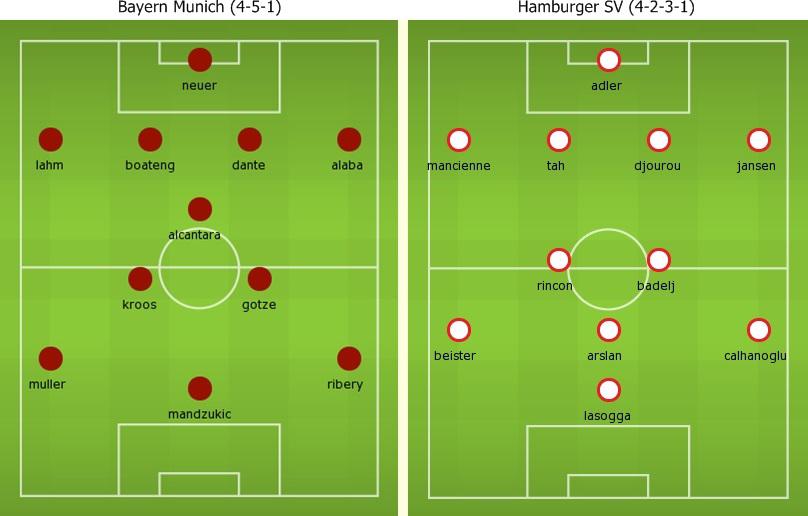 Bayern Munich (4-5-1)
neuer
lahm boateng dante alaba
alcantara
kroos gotze
muller ribery
mandzukic
Hamburger SV (4-2-3-1)
adler
mancienne tah djourou jansen
rincon badelj
beister arslan calhanoglu
lasogga